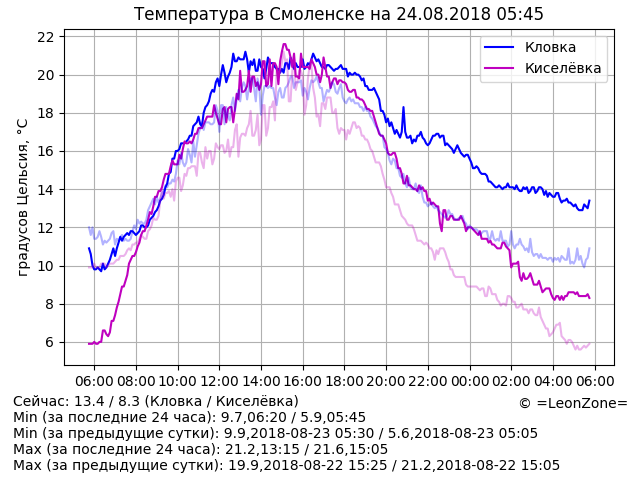 Температура в Смоленске на 24.08.2018 05:45
градусов Цельсия, °C
22
20
18
16
14
12
10
8
6
Кловка
Киселёвка
06:00 08:00 10:00 12:00 14:00 16:00 18:00 20:00 22:00 00:00 02:00 04:00 06:00
Сейчас: 13.4 / 8.3 (Кловка / Киселёвка)
© =LeonZone=
Min (за последние 24 часа): 9.7,06:20 / 5.9,05:45
Min (за предыдущие сутки): 9.9,2018-08-23 05:30 / 5.6,2018-08-23 05:05
Max (за последние 24 часа): 21.2,13:15 / 21.6,15:05
Max (за предыдущие сутки): 19.9,2018-08-22 15:25 / 21.2,2018-08-22 15:05